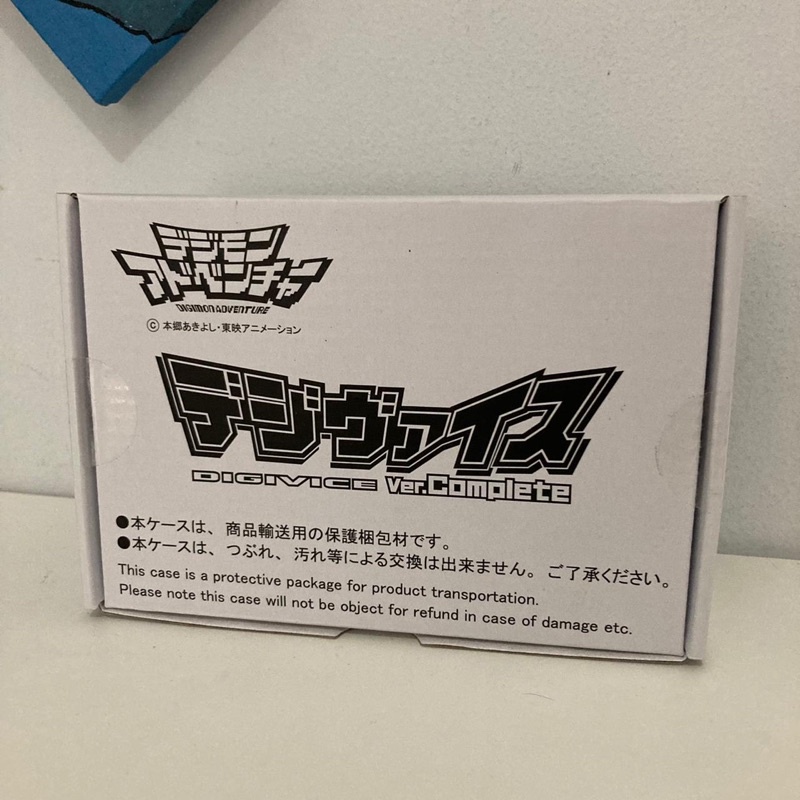 デジモン
アドベンチャー
DIGIMON ADVENTURE
© 本郷あきよし・東映アニメーション
デジヴァイス
DIGIVICE Ver.Complete
●本ケースは、商品輸送用の保護梱包材です。
●本ケースは、つぶれ、汚れ等による交換は出来ません。ご了承ください。
This case is a protective package for product transportation.
Please note this case will not be object for refund in case of damage etc.